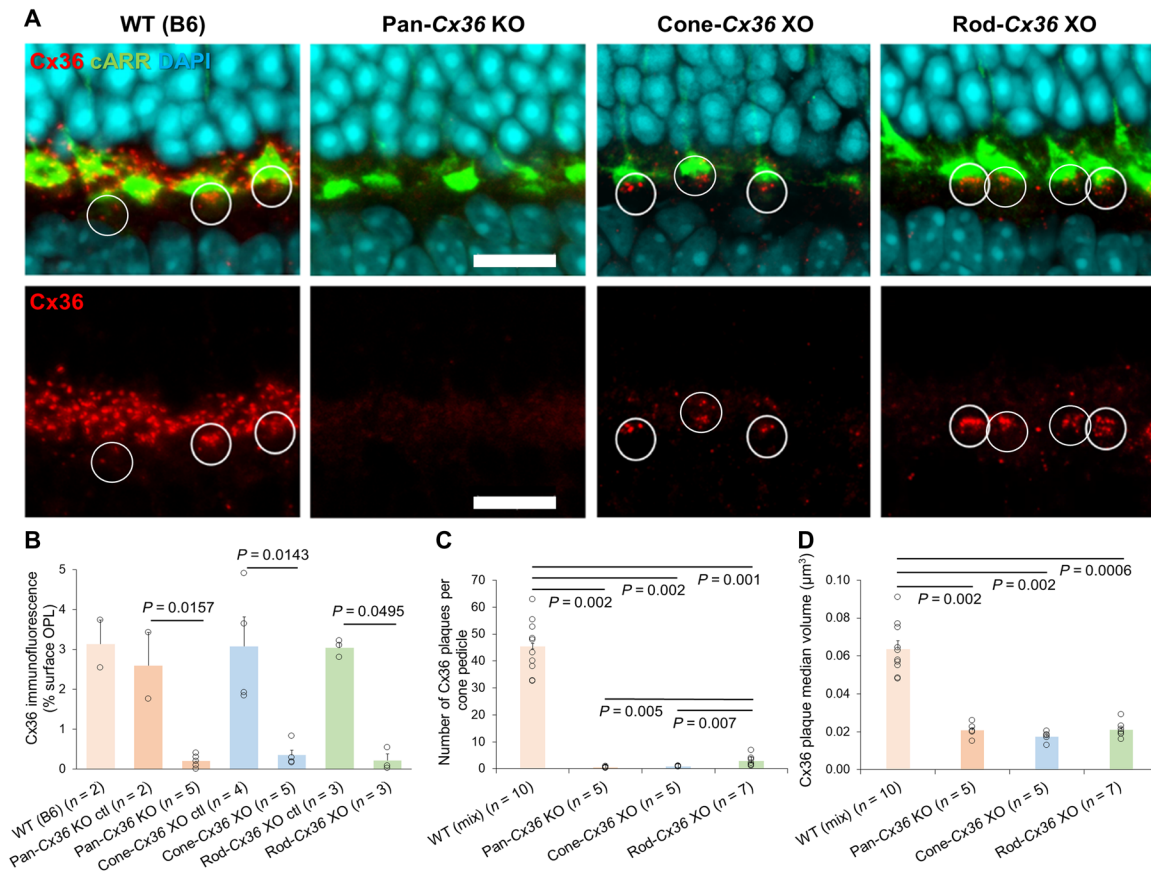 A
WT (B6)
Pan-Cx36 KO
Cone-Cx36 XO
Rod-Cx36 XO
Cx36 cARR DAPI
Cx36
B
P = 0.0143
P = 0.0157
P = 0.0495
Cx36 immunofluorescence
(% surface OPL)
5
4
3
2
1
0
WT (B6) (n = 2)
Pan-Cx36 KO ctl (n = 2)
Pan-Cx36 KO (n = 5)
Cone-Cx36 XO ctl (n = 4)
Cone-Cx36 XO (n = 5)
Rod-Cx36 XO ctl (n = 3)
Rod-Cx36 XO (n = 3)
C
P = 0.001
P = 0.002
P = 0.002
P = 0.005
P = 0.007
Number of Cx36 plaques per
cone pedicle
70
60
50
40
30
20
10
0
WT (mix) (n = 10)
Pan-Cx36 KO (n = 5)
Cone-Cx36 XO (n = 5)
Rod-Cx36 XO (n = 7)
D
P = 0.0006
P = 0.002
P = 0.002
Cx36 plaque median volume (µm³)
0.10
0.08
0.06
0.04
0.02
0
WT (mix) (n = 10)
Pan-Cx36 KO (n = 5)
Cone-Cx36 XO (n = 5)
Rod-Cx36 XO (n = 7)